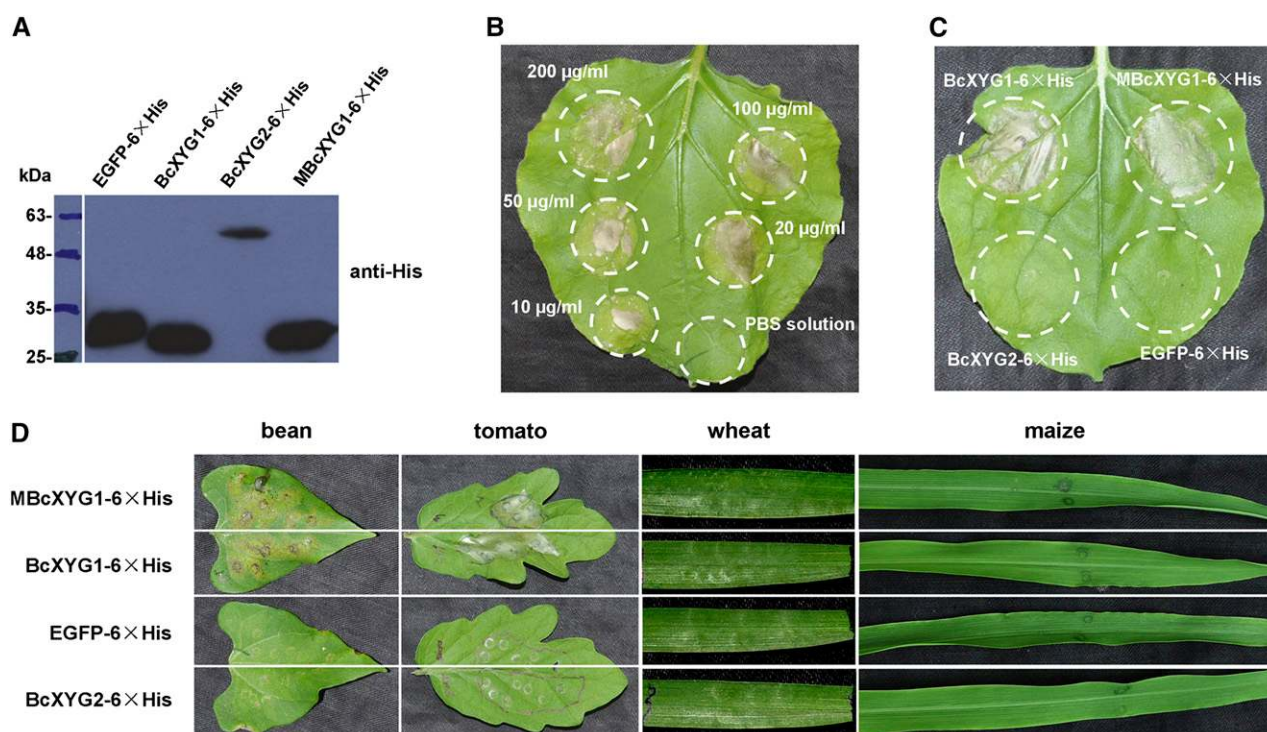 A
EGFP-6×His
BcXYG1-6×His
BcXYG2-6×His
MBcXYG1-6×His
kDa
63-
48-
35-
25-
anti-His
B
200 µg/ml
100 µg/ml
50 µg/ml
20 µg/ml
10 µg/ml
PBS solution
C
BcXYG1-6×His
MBcXYG1-6×His
BcXYG2-6×His
EGFP-6×His
D
bean
tomato
wheat
maize
MBcXYG1-6×His
BcXYG1-6×His
EGFP-6×His
BcXYG2-6×His